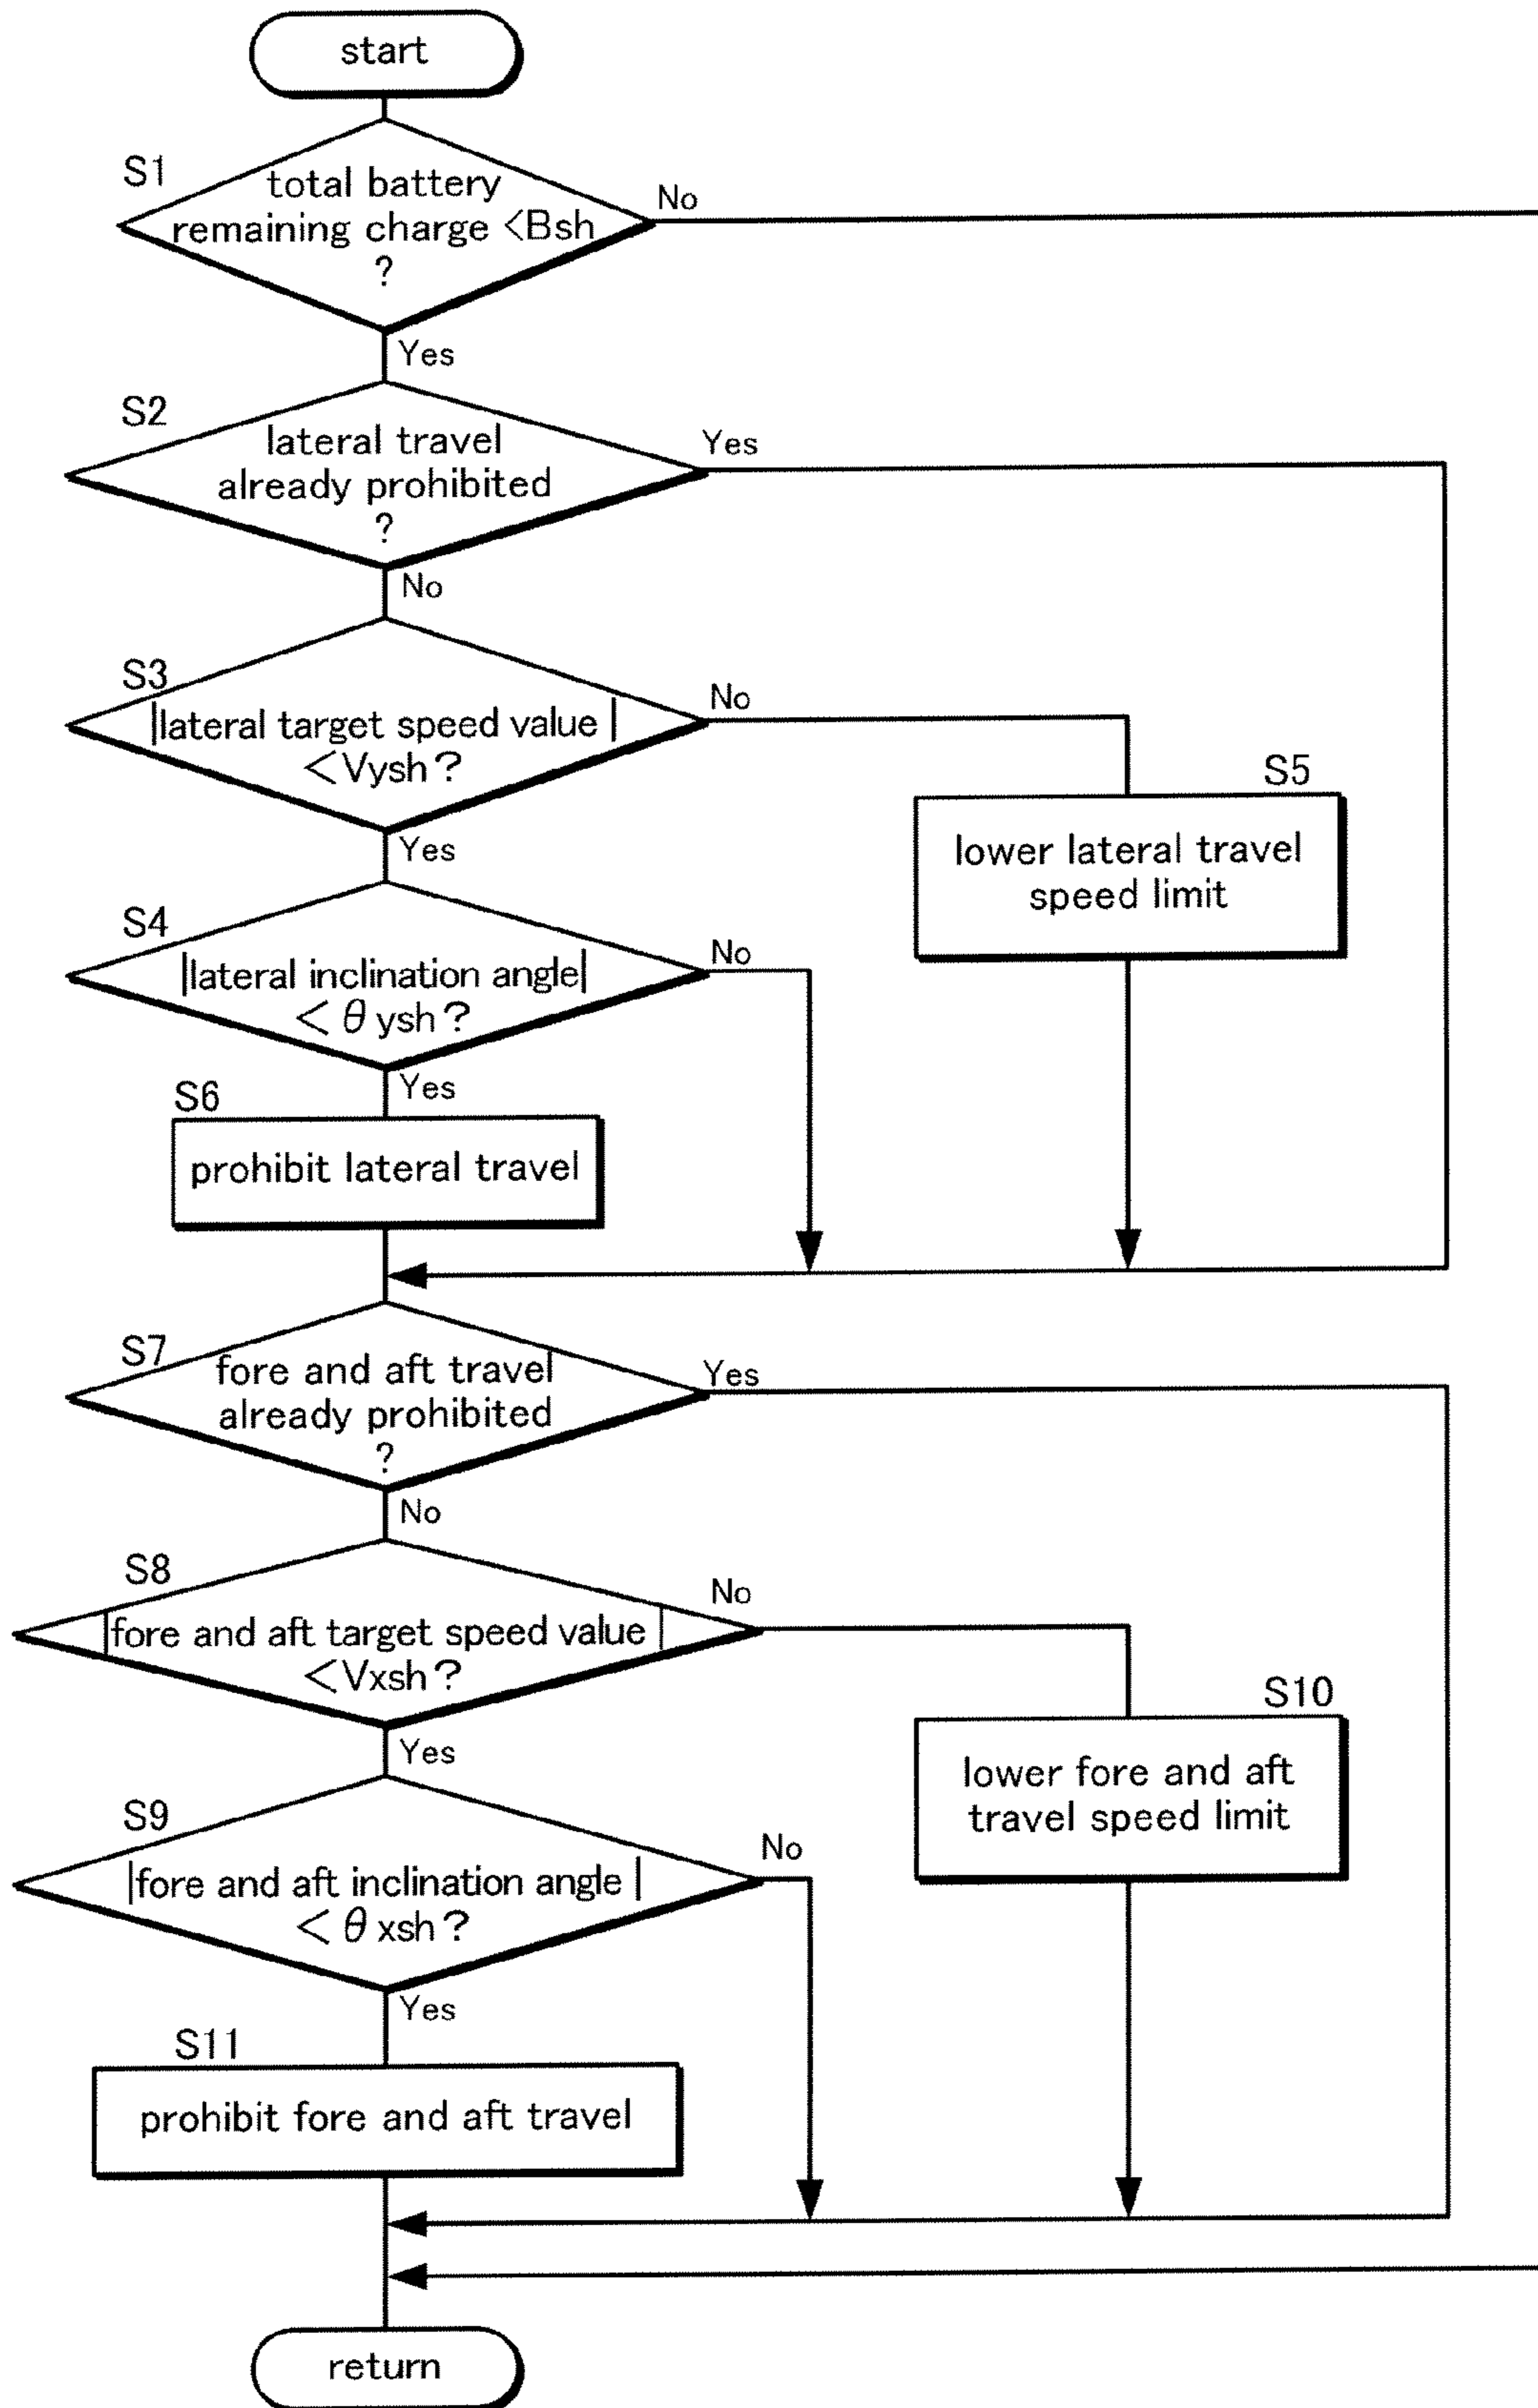 start
S1
total battery
remaining charge <Bsh
?
No
Yes
S2
lateral travel
already prohibited
?
Yes
No
S3
|lateral target speed value|
<Vysh?
No
Yes
S5
lower lateral travel
speed limit
S4
|lateral inclination angle|
<θysh?
No
Yes
S6
prohibit lateral travel
S7
fore and aft travel
already prohibited
?
Yes
No
S8
|fore and aft target speed value|
<Vxsh?
No
Yes
S10
lower fore and aft
travel speed limit
S9
|fore and aft inclination angle|
<θxsh?
No
Yes
S11
prohibit fore and aft travel
return